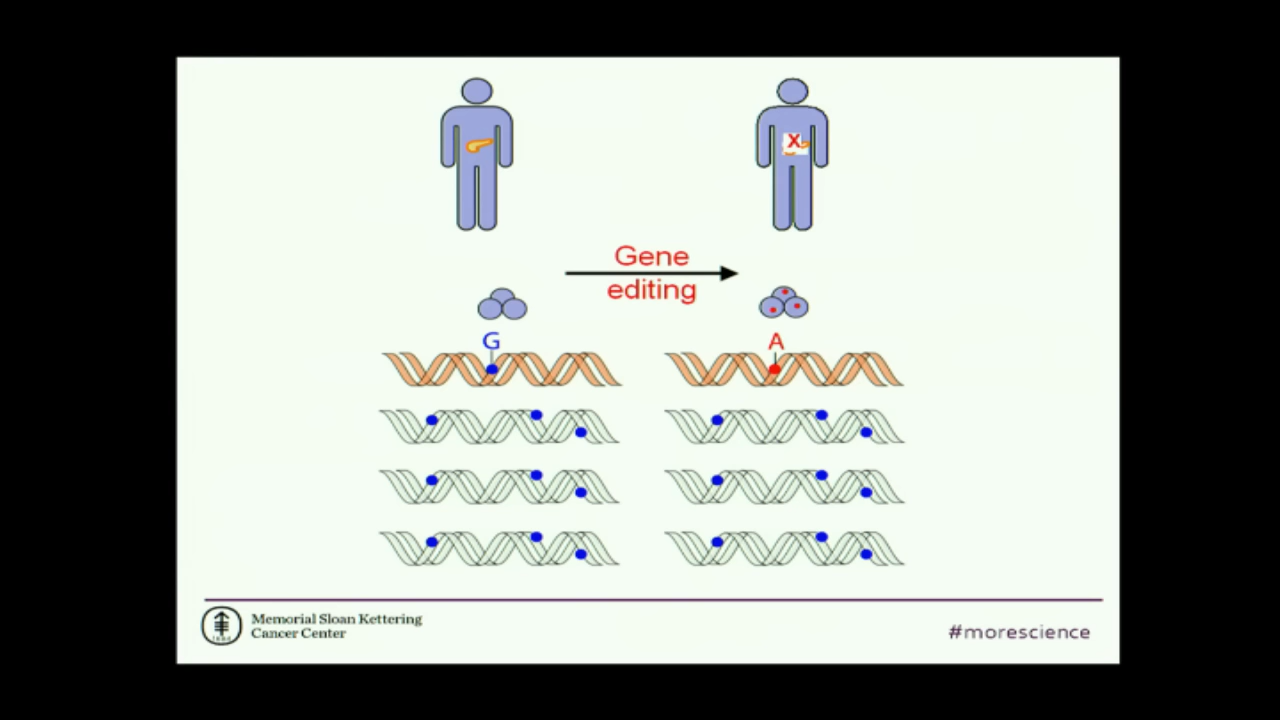 X
Gene
editing
G
A
Memorial Sloan Kettering
Cancer Center
#morescience